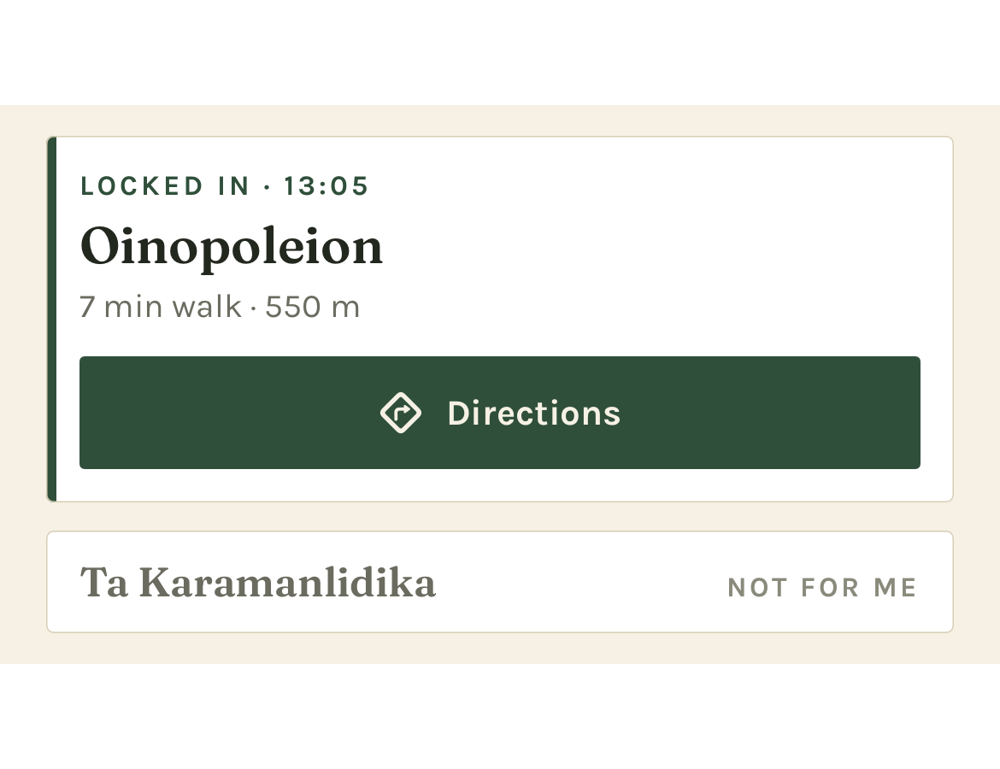 LOCKED IN · 13:05
Oinopoleion
7 min walk · 550 m
Directions
Ta Karamanlidika
NOT FOR ME